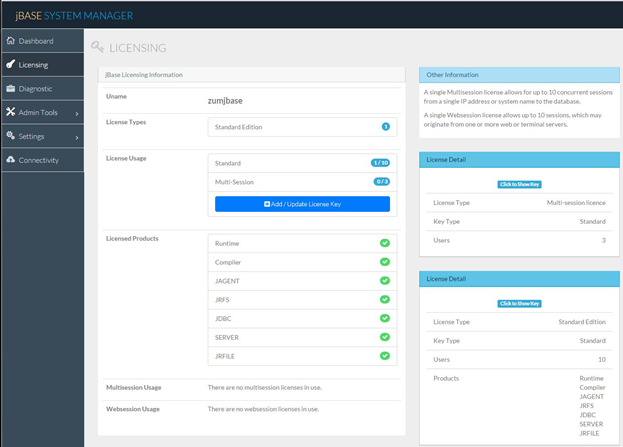 jBASE SYSTEM MANAGER
Dashboard
Licensing
Diagnostic
Admin Tools
Settings
Connectivity
LICENSING
jBase Licensing Information
Uname
zumjbase
License Types
Standard Edition 1
License Usage
Standard 1 / 10
Multi-Session 0 / 3
Add / Update License Key
Licensed Products
Runtime
Compiler
JAGENT
JRFS
JDBC
SERVER
JRFILE
Multisession Usage There are no multisession licenses in use.
Websession Usage There are no websession licenses in use.
Other Information
A single Multisession license allows for up to 10 concurrent sessions
from a single IP address or system name to the database.
A single Websession license allows up to 10 sessions, which may
originate from one or more web or terminal servers.
License Detail
Click to Show Key
License Type Multi-session licence
Key Type Standard
Users 3
License Detail
Click to Show Key
License Type Standard Edition
Key Type Standard
Users 10
Products Runtime
Compiler
JAGENT
JRFS
JDBC
SERVER
JRFILE